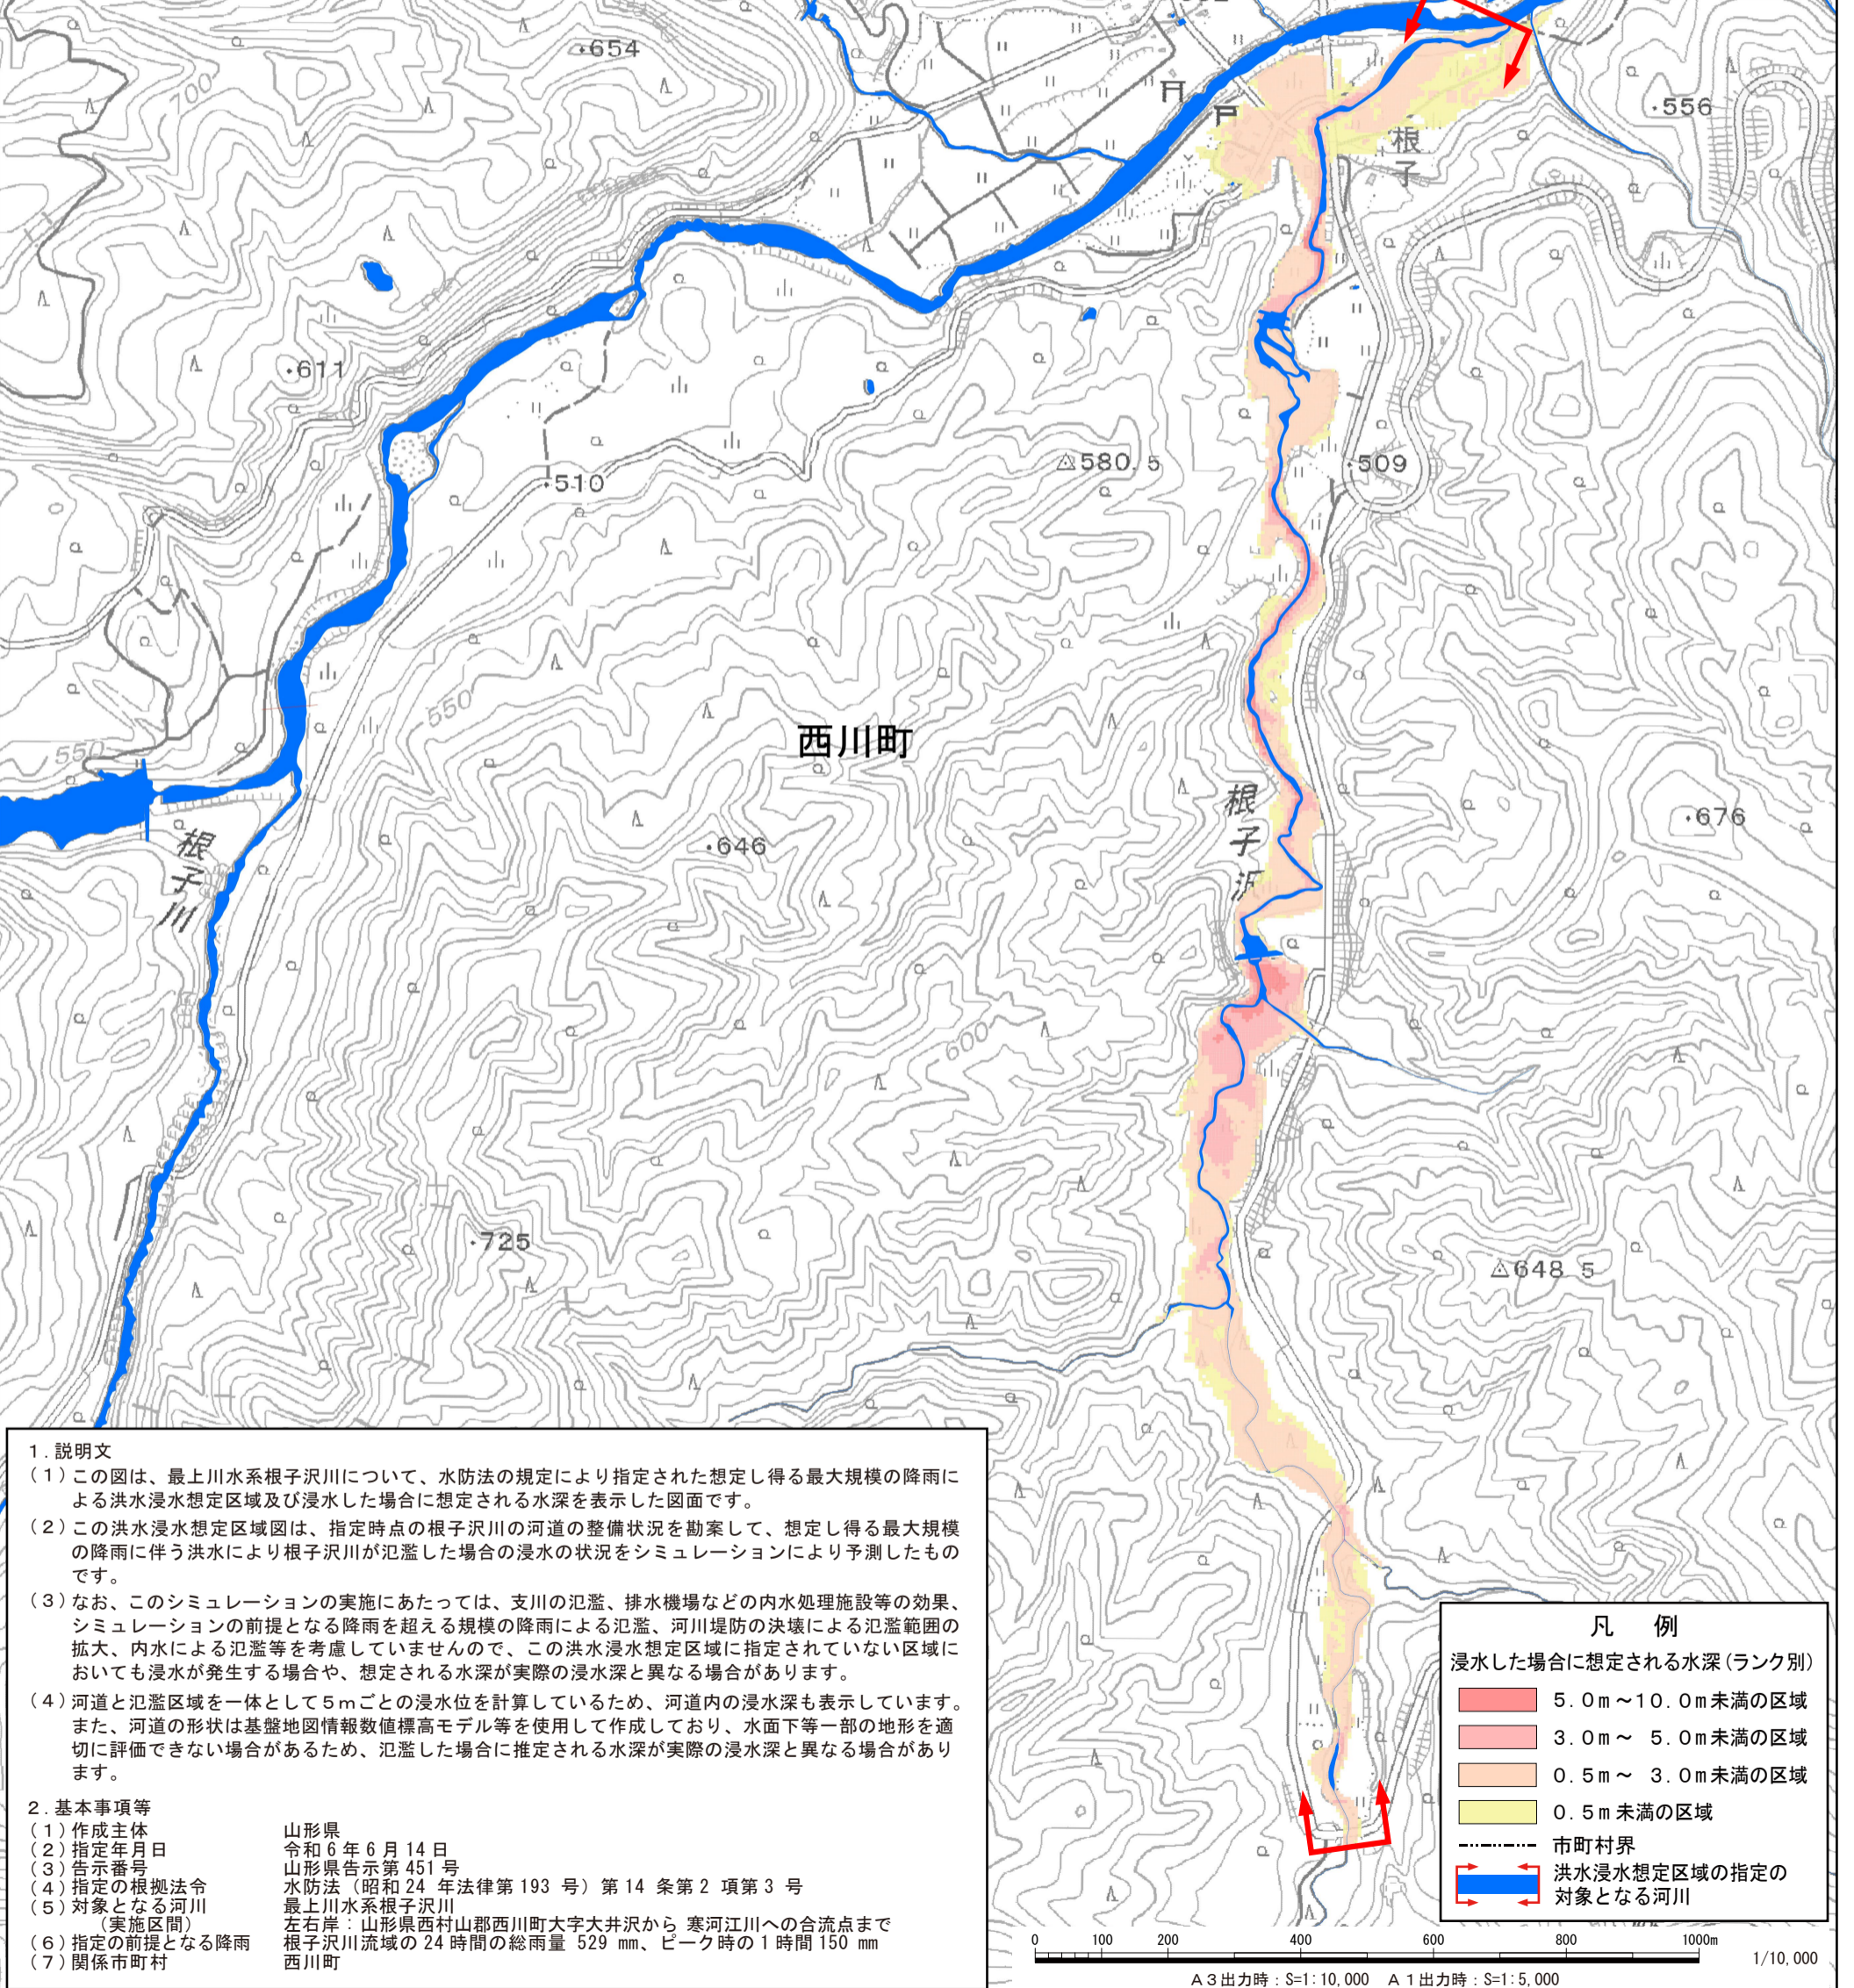 ・654
700
・556
戸
根子
・611
・510
△580.5
・509
550
550
西川町
根子沢
・676
・646
根子川
600
・725
△648.5
1.説明文
(1)この図は、最上川水系根子沢川について、水防法の規定により指定された想定し得る最大規模の降雨に
よる洪水浸水想定区域及び浸水した場合に想定される水深を表示した図面です。
(2)この洪水浸水想定区域図は、指定時点の根子沢川の河道の整備状況を勘案して、想定し得る最大規模
の降雨に伴う洪水により根子沢川が氾濫した場合の浸水の状況をシミュレーションにより予測したもの
です。
(3)なお、このシミュレーションの実施にあたっては、支川の氾濫、排水機場などの内水処理施設等の効果、
シミュレーションの前提となる降雨を超える規模の降雨による氾濫、河川堤防の決壊による氾濫範囲の
拡大、内水による氾濫等を考慮していませんので、この洪水浸水想定区域に指定されていない区域に
おいても浸水が発生する場合や、想定される水深が実際の浸水深と異なる場合があります。
(4)河道と氾濫区域を一体として5mごとの浸水位を計算しているため、河道内の浸水深も表示しています。
また、河道の形状は基盤地図情報数値標高モデル等を使用して作成しており、水面下等一部の地形を適
切に評価できない場合があるため、氾濫した場合に推定される水深が実際の浸水深と異なる場合があり
ます。
2.基本事項等
(1)作成主体 山形県
(2)指定年月日 令和6年6月14日
(3)告示番号 山形県告示第451号
(4)指定の根拠法令 水防法(昭和24 年法律第193 号)第14 条第2 項第3 号
(5)対象となる河川 最上川水系根子沢川
(実施区間) 左右岸:山形県西村山郡西川町大字大井沢から 寒河江川への合流点まで
(6)指定の前提となる降雨 根子沢川流域の24時間の総雨量 529 mm、ピーク時の1時間150 mm
(7)関係市町村 西川町
凡 例
浸水した場合に想定される水深(ランク別)
5.0m~10.0m未満の区域
3.0m~ 5.0m未満の区域
0.5m~ 3.0m未満の区域
0.5m未満の区域
市町村界
洪水浸水想定区域の指定の
対象となる河川
0 100 200 400 600 800 1000m
1/10,000
A3出力時:S=1:10,000 A1出力時:S=1:5,000